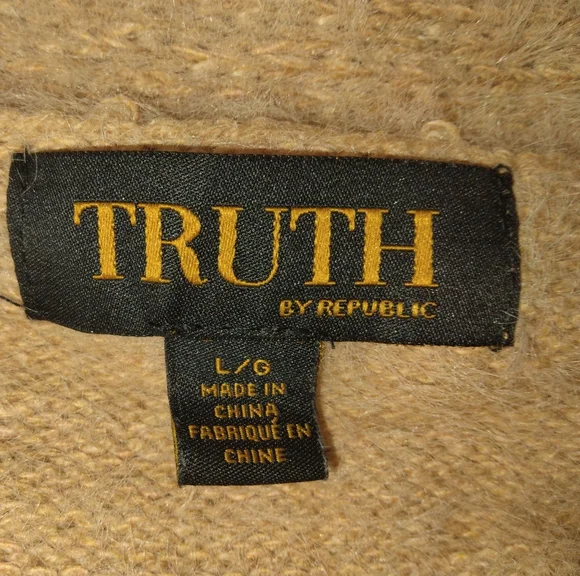 TRUTH
BY REPUBLIC
L/G
MADE IN
CHINA
FABRIQUÉ EN
CHINE